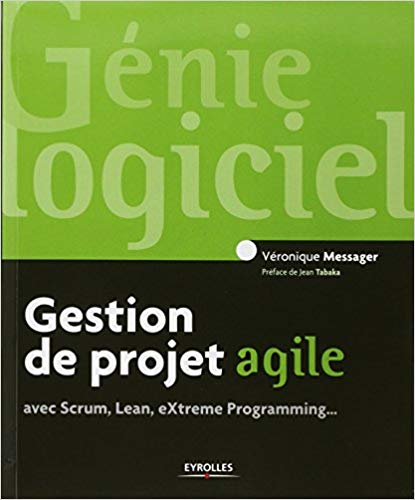 Génie
logiciel
Véronique Messager
Préface de Jean Tabaka
Gestion
de projet agile
avec Scrum, Lean, eXtreme Programming...
EYROLLES